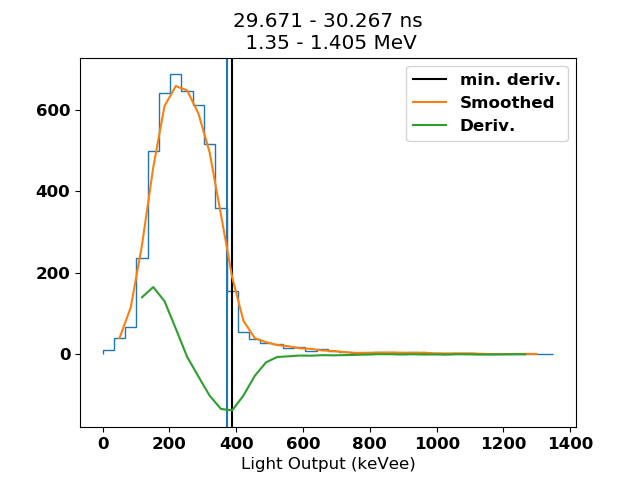 29.671 - 30.267 ns
1.35 - 1.405 MeV
min. deriv.
Smoothed
Deriv.
600
400
200
0
0 200 400 600 800 1000 1200 1400
Light Output (keVee)